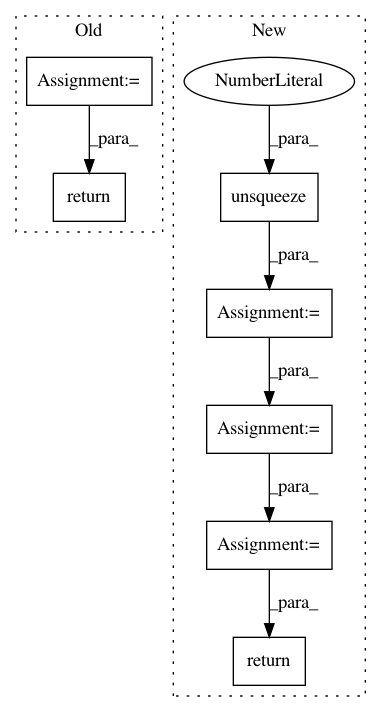 Old
Assignment:=
_para_
return
New
NumberLiteral
_para_
unsqueeze
_para_
Assignment:=
_para_
Assignment:=
_para_
Assignment:=
_para_
return